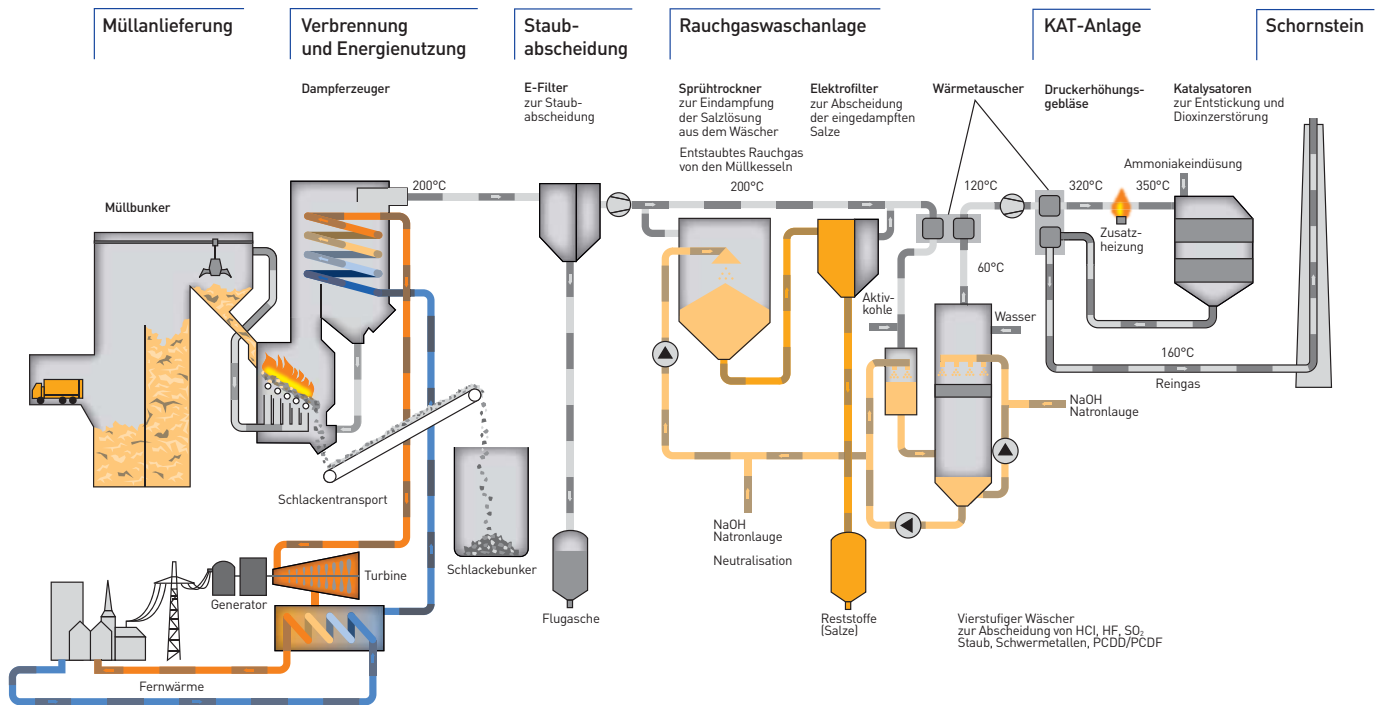 Müllanlieferung
Verbrennung
und Energienutzung
Staub-
abscheidung
Rauchgaswaschanlage
KAT-Anlage
Schornstein
Dampferzeuger
E-Filter
zur Staub-
abscheidung
Sprühtrockner
zur Eindampfung
der Salzlösung
aus dem Wäscher
Entstaubtes Rauchgas
von den Müllkesseln
Elektrofilter
zur Abscheidung
der eingedampften
Salze
Wärmetauscher
Druckerhöhungs-
gebläse
Katalysatoren
zur Entstickung und
Dioxinzerstörung
Ammoniakeindüsung
200°C
200°C
120°C
320°C
350°C
Müllbunker
Zusatz-
heizung
60°C
Aktiv-
kohle
Wasser
160°C
Reingas
NaOH
Natronlauge
Schlackentransport
NaOH
Natronlauge
Neutralisation
Schlackebunker
Turbine
Generator
Flugasche
Reststoffe
(Salze)
Vierstufiger Wäscher
zur Abscheidung von HCl, HF, SO₂
Staub, Schwermetallen, PCDD/PCDF
Fernwärme